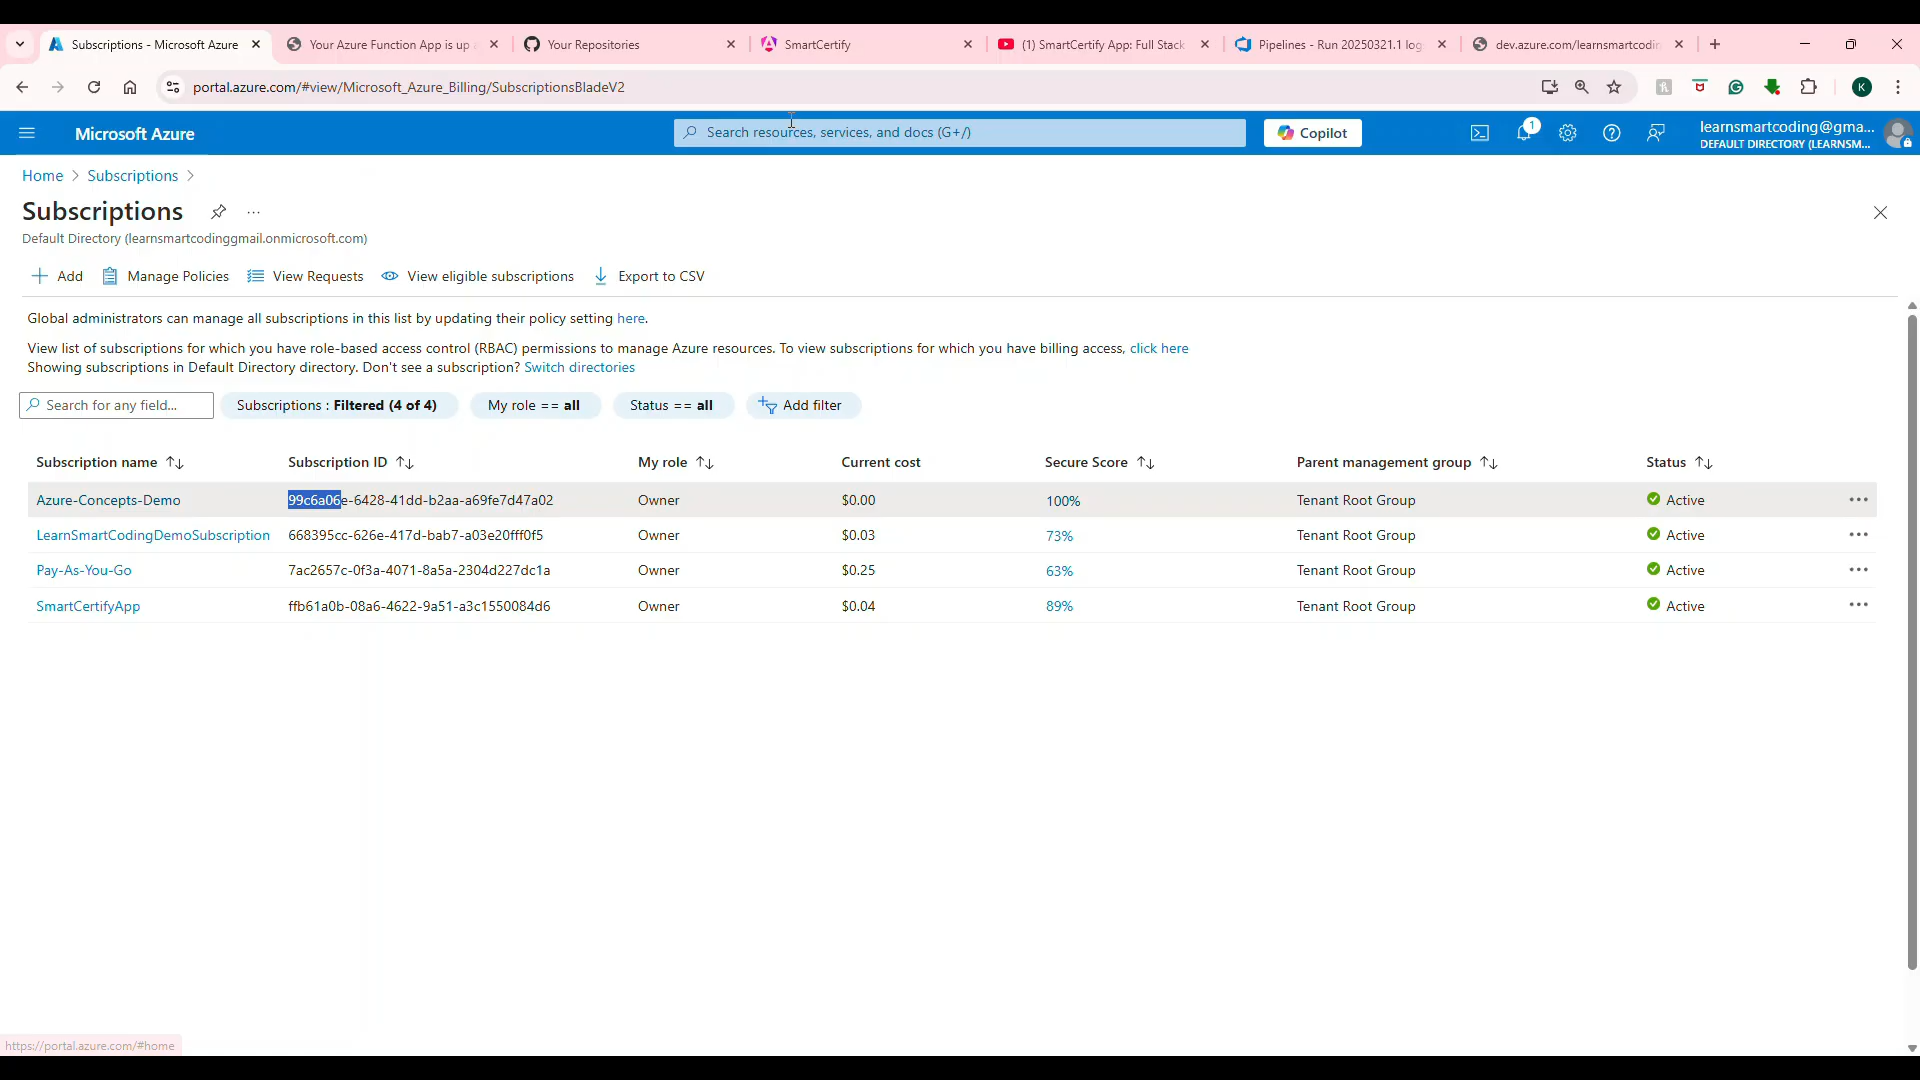 Subscriptions - Microsoft Azure
Your Azure Function App is up a
Your Repositories
SmartCertify
(1) SmartCertify App: Full Stack
Pipelines - Run 20250321.1 log
dev.azure.com/learnsmartcodin
portal.azure.com/#view/Microsoft_Azure_Billing/SubscriptionsBladeV2
K
Microsoft Azure
Search resources, services, and docs (G+/)
Copilot
1
learnsmartcoding@gma...
DEFAULT DIRECTORY (LEARNSM...
Home > Subscriptions >
Subscriptions
Default Directory (learnsmartcodinggmail.onmicrosoft.com)
Add Manage Policies View Requests View eligible subscriptions Export to CSV
Global administrators can manage all subscriptions in this list by updating their policy setting here.
View list of subscriptions for which you have role-based access control (RBAC) permissions to manage Azure resources. To view subscriptions for which you have billing access, click here
Showing subscriptions in Default Directory directory. Don't see a subscription? Switch directories
Search for any field... Subscriptions : Filtered (4 of 4) My role == all Status == all Add filter
Subscription name Subscription ID My role Current cost Secure Score Parent management group Status
Azure-Concepts-Demo 99c6a06e-6428-41dd-b2aa-a69fe7d47a02 Owner $0.00 100% Tenant Root Group Active
LearnSmartCodingDemoSubscription 668395cc-626e-417d-bab7-a03e20fff0f5 Owner $0.03 73% Tenant Root Group Active
Pay-As-You-Go 7ac2657c-0f3a-4071-8a5a-2304d227dc1a Owner $0.25 63% Tenant Root Group Active
SmartCertifyApp ffb61a0b-08a6-4622-9a51-a3c1550084d6 Owner $0.04 89% Tenant Root Group Active
https://portal.azure.com/#home